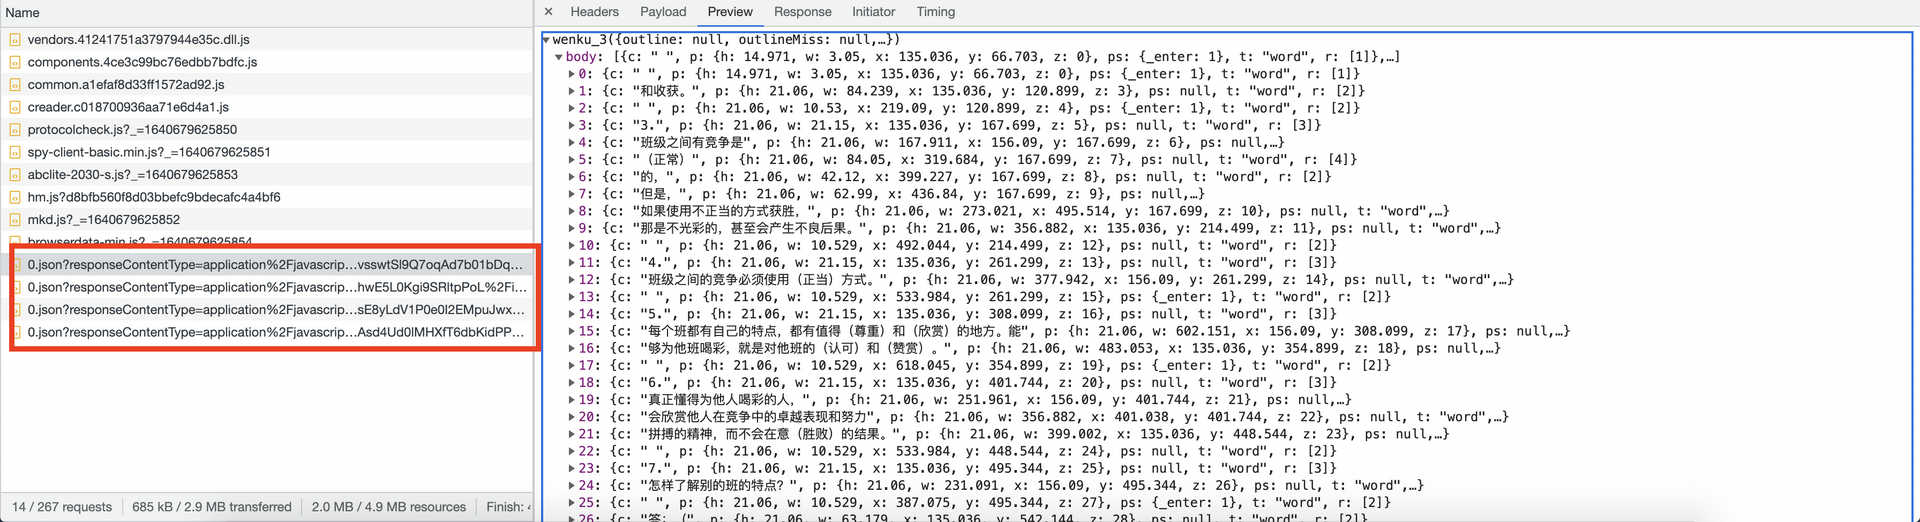 Name
vendors.41241751a3797944e35c.dll.js
components.4ce3c99bc76edbb7bdfc.js
common.a1efaf8d33ff1572ad92.js
creader.c018700936aa71e6d4a1.js
protocolcheck.js?_=1640679625850
spy-client-basic.min.js?_=1640679625851
abclite-2030-s.js?_=1640679625853
hm.js?d8bfb560f8d03bbefc9bdecafc4a4bf6
mkd.js?_=1640679625852
browserdata-min.js?_=1640679625854
0.json?responseContentType=application%2Fjavascrip…vsswtSl9Q7oqAd7b01bDq…
0.json?responseContentType=application%2Fjavascrip…hwE5L0Kgi9SRltpPoL%2Fi…
0.json?responseContentType=application%2Fjavascrip…sE8yLdV1P0e0l2EMpuJwx…
0.json?responseContentType=application%2Fjavascrip…Asd4Ud0lMHXfT6dbKidPP…
14 / 267 requests 685 kB / 2.9 MB transferred 2.0 MB / 4.9 MB resources Finish:
× Headers Payload Preview Response Initiator Timing
▼wenku_3({outline: null, outlineMiss: null,…})
▼body: [{c: " ", p: {h: 14.971, w: 3.05, x: 135.036, y: 66.703, z: 0}, ps: {_enter: 1}, t: "word", r: [1]},…]
▶0: {c: " ", p: {h: 14.971, w: 3.05, x: 135.036, y: 66.703, z: 0}, ps: {_enter: 1}, t: "word", r: [1]}
▶1: {c: "和收获。", p: {h: 21.06, w: 84.239, x: 135.036, y: 120.899, z: 3}, ps: null, t: "word", r: [2]}
▶2: {c: " ", p: {h: 21.06, w: 10.53, x: 219.09, y: 120.899, z: 4}, ps: {_enter: 1}, t: "word", r: [2]}
▶3: {c: "3.", p: {h: 21.06, w: 21.15, x: 135.036, y: 167.699, z: 5}, ps: null, t: "word", r: [3]}
▶4: {c: "班级之间有竞争是", p: {h: 21.06, w: 167.911, x: 156.09, y: 167.699, z: 6}, ps: null,…}
▶5: {c: "（正常）", p: {h: 21.06, w: 84.05, x: 319.684, y: 167.699, z: 7}, ps: null, t: "word", r: [4]}
▶6: {c: "的，", p: {h: 21.06, w: 42.12, x: 399.227, y: 167.699, z: 8}, ps: null, t: "word", r: [2]}
▶7: {c: "但是，", p: {h: 21.06, w: 62.99, x: 436.84, y: 167.699, z: 9}, ps: null,…}
▶8: {c: "如果使用不正当的方式获胜，", p: {h: 21.06, w: 273.021, x: 495.514, y: 167.699, z: 10}, ps: null, t: "word",…}
▶9: {c: "那是不光彩的，甚至会产生不良后果。", p: {h: 21.06, w: 356.882, x: 135.036, y: 214.499, z: 11}, ps: null,…}
▶10: {c: " ", p: {h: 21.06, w: 10.529, x: 492.044, y: 214.499, z: 12}, ps: {_enter: 1}, t: "word", r: [2]}
▶11: {c: "4.", p: {h: 21.06, w: 21.15, x: 135.036, y: 261.299, z: 13}, ps: null, t: "word", r: [3]}
▶12: {c: "班级之间的竞争必须使用（正当）方式。", p: {h: 21.06, w: 377.942, x: 156.09, y: 261.299, z: 14}, ps: null, t: "word",…}
▶13: {c: " ", p: {h: 21.06, w: 10.529, x: 533.984, y: 261.299, z: 15}, ps: {_enter: 1}, t: "word", r: [2]}
▶14: {c: "5.", p: {h: 21.06, w: 21.15, x: 135.036, y: 308.099, z: 16}, ps: null, t: "word", r: [3]}
▶15: {c: "每个班都有自己的特点，都有值得（尊重）和（欣赏）的地方。能", p: {h: 21.06, w: 602.151, x: 156.09, y: 308.099, z: 17}, ps: null,…}
▶16: {c: "够为他班喝彩，就是对他班的（认可）和（赞赏）。", p: {h: 21.06, w: 483.053, x: 135.036, y: 354.899, z: 18}, ps: null,…}
▶17: {c: " ", p: {h: 21.06, w: 10.529, x: 618.045, y: 354.899, z: 19}, ps: {_enter: 1}, t: "word", r: [2]}
▶18: {c: "6.", p: {h: 21.06, w: 21.15, x: 135.036, y: 401.744, z: 20}, ps: null, t: "word", r: [3]}
▶19: {c: "真正懂得为他人喝彩的人，", p: {h: 21.06, w: 251.961, x: 156.09, y: 401.744, z: 21}, ps: null,…}
▶20: {c: "会欣赏他人在竞争中的卓越表现和努力", p: {h: 21.06, w: 356.882, x: 401.038, y: 401.744, z: 22}, ps: null, t: "word",…}
▶21: {c: "拼搏的精神，而不会在意（胜败）的结果。", p: {h: 21.06, w: 399.002, x: 135.036, y: 448.544, z: 23}, ps: null,…}
▶22: {c: " ", p: {h: 21.06, w: 10.529, x: 533.984, y: 448.544, z: 24}, ps: null, t: "word", r: [2]}
▶23: {c: "7.", p: {h: 21.06, w: 21.15, x: 135.036, y: 495.344, z: 25}, ps: null, t: "word", r: [3]}
▶24: {c: "怎样了解别的班的特点？", p: {h: 21.06, w: 231.091, x: 156.09, y: 495.344, z: 26}, ps: null, t: "word",…}
▶25: {c: " ", p: {h: 21.06, w: 10.529, x: 387.075, y: 495.344, z: 27}, ps: {_enter: 1}, t: "word", r: [2]}
▶26: {c: "答：（", p: {h: 21.06, w: 63.179, x: 135.036, y: 542.144, z: 28}, ps: null, t: "word", r: [2]}